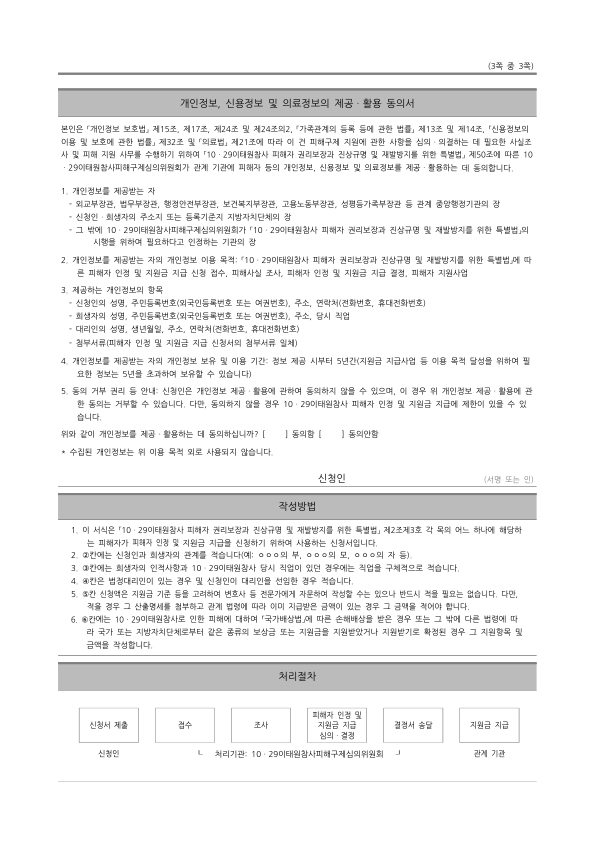 (3쪽 중 3쪽)
개인정보, 신용정보 및 의료정보의 제공ㆍ활용 동의서
본인은 「개인정보 보호법」 제15조, 제17조, 제24조 및 제24조의2, 「가족관계의 등록 등에 관한 법률」 제13조 및 제14조, 「신용정보의
이용 및 보호에 관한 법률」 제32조 및 「의료법」 제21조에 따라 이 건 피해구제 지원에 관한 사항을 심의ㆍ의결하는 데 필요한 사실조
사 및 피해 지원 사무를 수행하기 위하여 「10ㆍ29이태원참사 피해자 권리보장과 진상규명 및 재발방지를 위한 특별법」 제50조에 따른 10
ㆍ29이태원참사피해구제심의위원회가 관계 기관에 피해자 등의 개인정보, 신용정보 및 의료정보를 제공ㆍ활용하는 데 동의합니다.
1. 개인정보를 제공받는 자
- 외교부장관, 법무부장관, 행정안전부장관, 보건복지부장관, 고용노동부장관, 성평등가족부장관 등 관계 중앙행정기관의 장
- 신청인ㆍ희생자의 주소지 또는 등록기준지 지방자치단체의 장
- 그 밖에 10ㆍ29이태원참사피해구제심의위원회가 「10ㆍ29이태원참사 피해자 권리보장과 진상규명 및 재발방지를 위한 특별법」의
시행을 위하여 필요하다고 인정하는 기관의 장
2. 개인정보를 제공받는 자의 개인정보 이용 목적: 「10ㆍ29이태원참사 피해자 권리보장과 진상규명 및 재발방지를 위한 특별법」에 따
른 피해자 인정 및 지원금 지급 신청 접수, 피해사실 조사, 피해자 인정 및 지원금 지급 결정, 피해자 지원사업
3. 제공하는 개인정보의 항목
- 신청인의 성명, 주민등록번호(외국인등록번호 또는 여권번호), 주소, 연락처(전화번호, 휴대전화번호)
- 희생자의 성명, 주민등록번호(외국인등록번호 또는 여권번호), 주소, 당시 직업
- 대리인의 성명, 생년월일, 주소, 연락처(전화번호, 휴대전화번호)
- 첨부서류(피해자 인정 및 지원금 지급 신청서의 첨부서류 일체)
4. 개인정보를 제공받는 자의 개인정보 보유 및 이용 기간: 정보 제공 시부터 5년간(지원금 지급사업 등 이용 목적 달성을 위하여 필
요한 정보는 5년을 초과하여 보유할 수 있습니다)
5. 동의 거부 권리 등 안내: 신청인은 개인정보 제공ㆍ활용에 관하여 동의하지 않을 수 있으며, 이 경우 위 개인정보 제공ㆍ활용에 관
한 동의는 거부할 수 있습니다. 다만, 동의하지 않을 경우 10ㆍ29이태원참사 피해자 인정 및 지원금 지급에 제한이 있을 수 있
습니다.
위와 같이 개인정보를 제공ㆍ활용하는 데 동의하십니까? [    ] 동의함 [    ] 동의안함
* 수집된 개인정보는 위 이용 목적 외로 사용되지 않습니다.
신청인 (서명 또는 인)
작성방법
1. 이 서식은 「10ㆍ29이태원참사 피해자 권리보장과 진상규명 및 재발방지를 위한 특별법」 제2조제3호 각 목의 어느 하나에 해당하
는 피해자가 피해자 인정 및 지원금 지급을 신청하기 위하여 사용하는 신청서입니다.
2. ②칸에는 신청인과 희생자의 관계를 적습니다(예: ㅇㅇㅇ의 부, ㅇㅇㅇ의 모, ㅇㅇㅇ의 자 등).
3. ③칸에는 희생자의 인적사항과 10ㆍ29이태원참사 당시 직업이 있던 경우에는 직업을 구체적으로 적습니다.
4. ④칸은 법정대리인이 있는 경우 및 신청인이 대리인을 선임한 경우 적습니다.
5. ⑤칸 신청액은 지원금 기준 등을 고려하여 변호사 등 전문가에게 자문하여 작성할 수는 있으나 반드시 적을 필요는 없습니다. 다만,
적을 경우 그 산출명세를 첨부하고 관계 법령에 따라 이미 지급받은 금액이 있는 경우 그 금액을 적어야 합니다.
6. ⑥칸에는 10ㆍ29이태원참사로 인한 피해에 대하여 「국가배상법」에 따른 손해배상을 받은 경우 또는 그 밖에 다른 법령에 따
라 국가 또는 지방자치단체로부터 같은 종류의 보상금 또는 지원금을 지원받았거나 지원받기로 확정된 경우 그 지원항목 및
금액을 작성합니다.
처리절차
신청서 제출 접수 조사 피해자 인정 및 지원금 지급 심의ㆍ결정 결정서 송달 지원금 지급
신청인 ┗ 처리기관: 10ㆍ29이태원참사피해구제심의위원회 ┛ 관계 기관